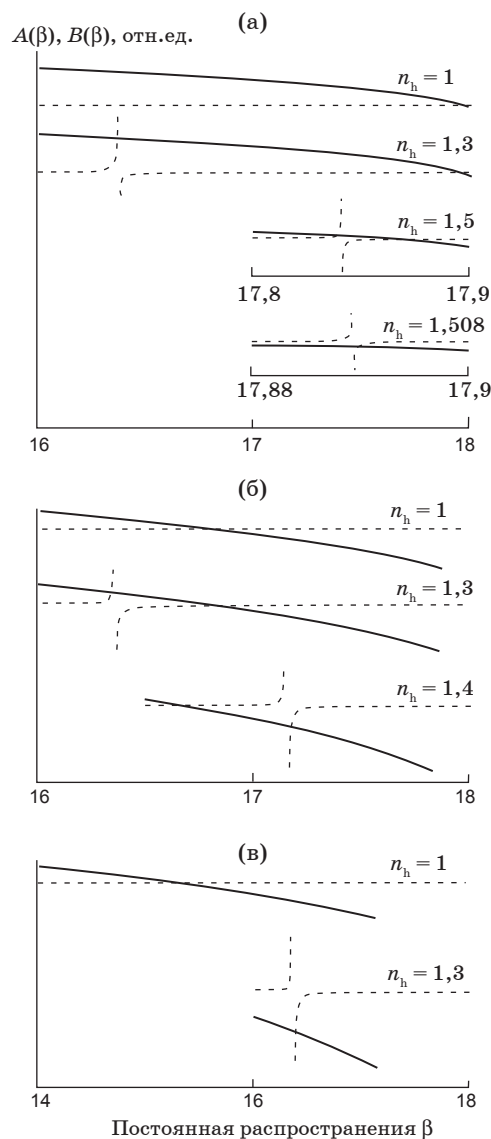 (а)
A(β), B(β), отн.ед.
n_h = 1
n_h = 1,3
n_h = 1,5
17,8 17,9
n_h = 1,508
17,88 17,9
16 17 18
(б)
n_h = 1
n_h = 1,3
n_h = 1,4
16 17 18
(в)
n_h = 1
n_h = 1,3
14 16 18
Постоянная распространения β